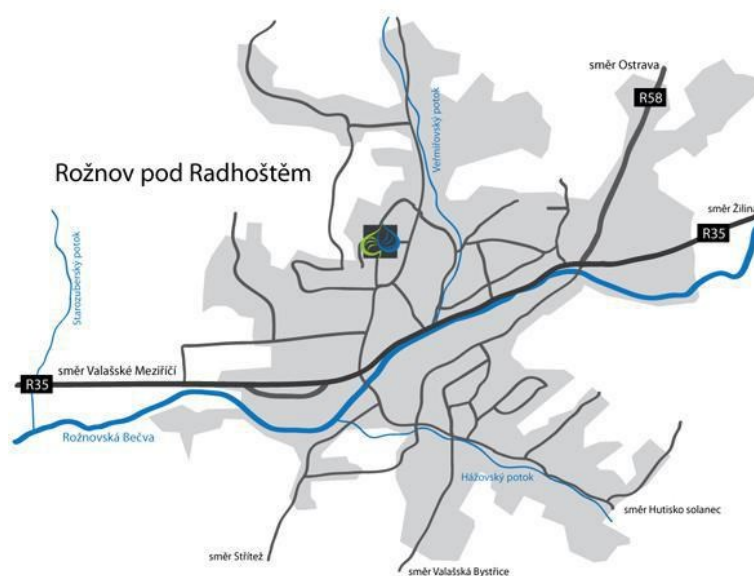 směr Ostrava
R58
Veřmiřovský potok
Rožnov pod Radhoštěm
směr Žilina
R35
Starozuberský potok
směr Valašské Meziříčí
R35
Rožnovská Bečva
Hážovský potok
směr Hutisko solanec
směr Střítež
směr Valašská Bystřice